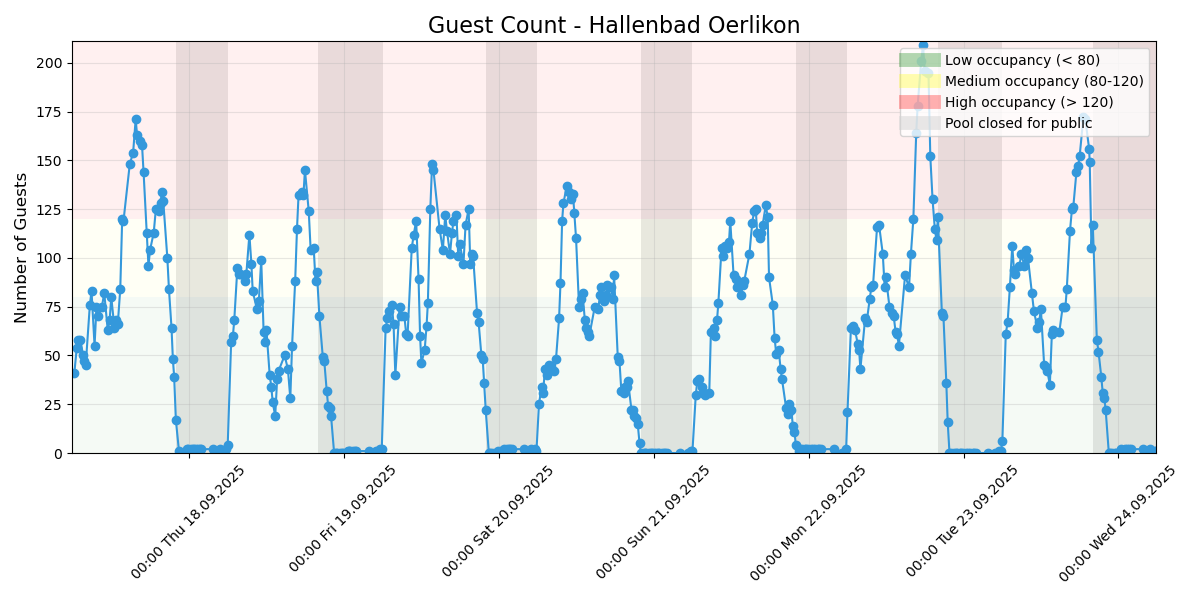 Guest Count - Hallenbad Oerlikon
Number of Guests
200
175
150
125
100
75
50
25
0
Low occupancy (< 80)
Medium occupancy (80-120)
High occupancy (> 120)
Pool closed for public
00:00 Thu 18.09.2025
00:00 Fri 19.09.2025
00:00 Sat 20.09.2025
00:00 Sun 21.09.2025
00:00 Mon 22.09.2025
00:00 Tue 23.09.2025
00:00 Wed 24.09.2025